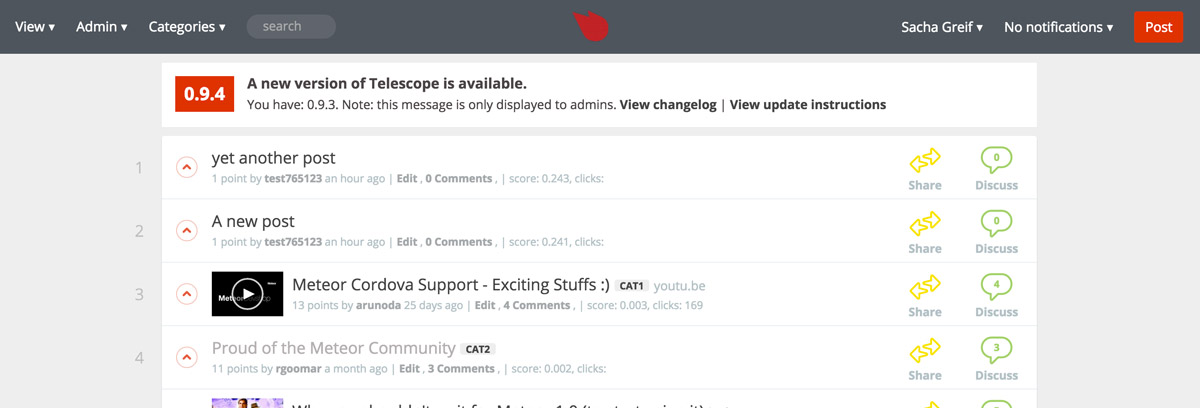 View ▾ Admin ▾ Categories ▾ search Sacha Greif ▾ No notifications ▾ Post
0.9.4 A new version of Telescope is available.
You have: 0.9.3. Note: this message is only displayed to admins. View changelog | View update instructions
1 yet another post 0
1 point by test765123 an hour ago | Edit , 0 Comments , | score: 0.243, clicks: Share Discuss
2 A new post 0
1 point by test765123 an hour ago | Edit , 0 Comments , | score: 0.241, clicks: Share Discuss
3 Meteor Cordova Support - Exciting Stuffs :) CAT1 youtu.be 4
13 points by arunoda 25 days ago | Edit , 4 Comments , | score: 0.003, clicks: 169 Share Discuss
4 Proud of the Meteor Community CAT2 3
11 points by rgoomar a month ago | Edit , 3 Comments , | score: 0.002, clicks: Share Discuss